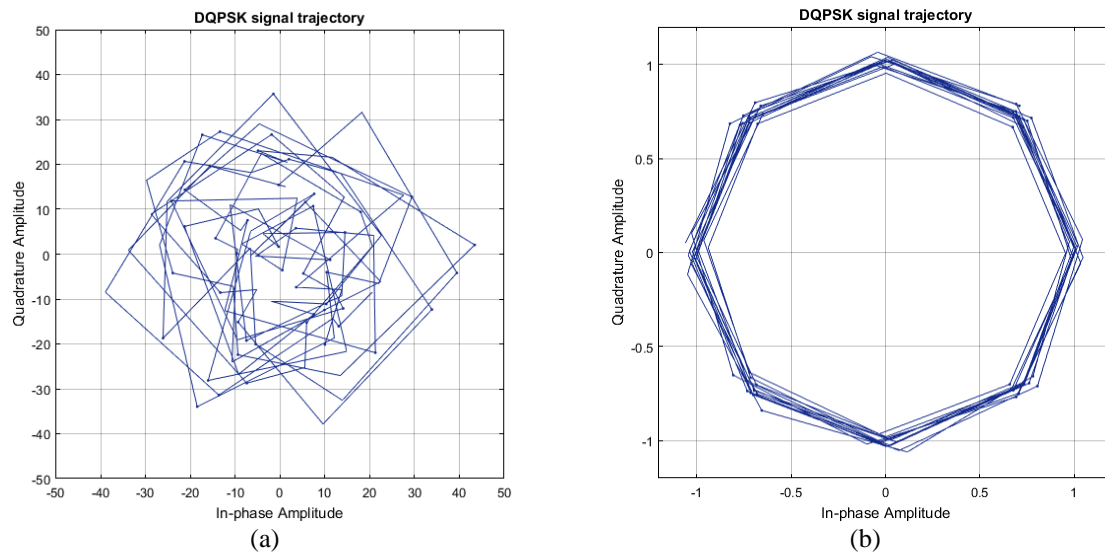 DQPSK signal trajectory
50
40
30
20
10
0
-10
-20
-30
-40
-50
Quadrature Amplitude
-50 -40 -30 -20 -10 0 10 20 30 40 50
In-phase Amplitude
(a)
DQPSK signal trajectory
1
0.5
0
-0.5
-1
Quadrature Amplitude
-1 -0.5 0 0.5 1
In-phase Amplitude
(b)